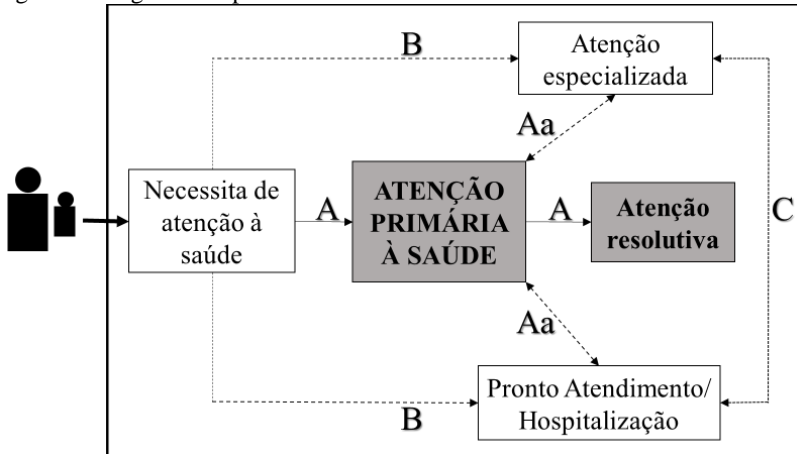 B
Atenção
especializada
Aa
Necessita de
atenção à
saúde
A
ATENÇÃO
PRIMÁRIA
À SAÚDE
A
Atenção
resolutiva
C
Aa
Pronto Atendimento/
Hospitalização
B